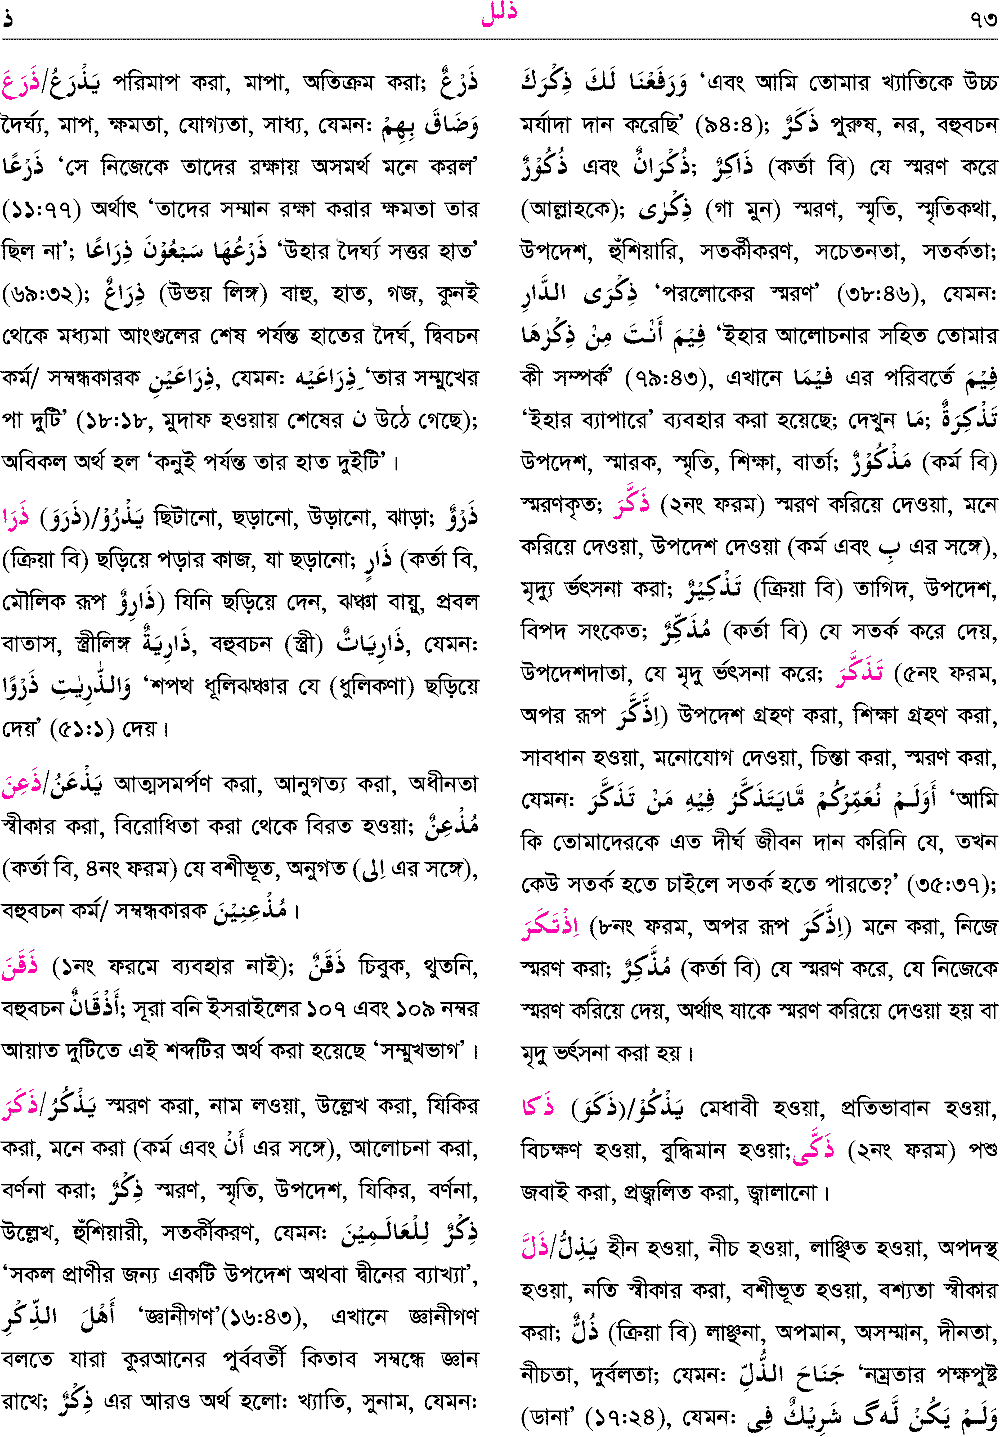 ذ ذلل ৭৩
ذَرَعَ/يَذْرَعُ পরিমাপ করা, মাপা, অতিক্রম করা; ذَرْعٌ
দৈর্ঘ্য, মাপ, ক্ষমতা, যোগ্যতা, সাধ্য, যেমন: وَضَاقَ بِهِمْ
ذَرْعًا ‘সে নিজেকে তাদের রক্ষায় অসমর্থ মনে করল’
(১১:৭৭) অর্থাৎ ‘তাদের সম্মান রক্ষা করার ক্ষমতা তার
ছিল না’; ذَرْعُهَا سَبْعُوْنَ ذِرَاعًا ‘উহার দৈর্ঘ্য সত্তর হাত’
(৬৯:৩২); ذِرَاعٌ (উভয় লিঙ্গ) বাহু, হাত, গজ, কুনই
থেকে মধ্যমা আংগুলের শেষ পর্যন্ত হাতের দৈর্ঘ, দ্বিবচন
কর্ম/ সম্বন্ধকারক ذِرَاعَيْنِ, যেমন: ذِرَاعَيْهِ ‘তার সম্মুখের
পা দুটি’ (১৮:১৮, মুদাফ হওয়ায় শেষের ن উঠে গেছে);
অবিকল অর্থ হল ‘কনুই পর্যন্ত তার হাত দুইটি’।
ذَرَا (ذَرَوَ)/يَذْرُوْ ছিটানো, ছড়ানো, উড়ানো, ঝাড়া; ذَرْوٌ
(ক্রিয়া বি) ছড়িয়ে পড়ার কাজ, যা ছড়ানো; ذَارٍ (কর্তা বি,
মৌলিক রূপ ذَارِوٌ) যিনি ছড়িয়ে দেন, ঝঞ্চা বায়ু, প্রবল
বাতাস, স্ত্রীলিঙ্গ ذَارِيَةٌ, বহুবচন (স্ত্রী) ذَارِيَاتٌ, যেমন:
وَالذّٰرِيٰتِ ذَرْوًا ‘শপথ ধূলিঝঞ্চার যে (ধুলিকণা) ছড়িয়ে
দেয়’ (৫১:১) দেয়।
ذَعِنَ/يَذْعَنُ আত্মসমর্পণ করা, আনুগত্য করা, অধীনতা
স্বীকার করা, বিরোধিতা করা থেকে বিরত হওয়া; مُذْعِنٌ
(কর্তা বি, ৪নং ফরম) যে বশীভূত, অনুগত (اِلى এর সঙ্গে),
বহুবচন কর্ম/ সম্বন্ধকারক مُذْعِنِيْنَ।
ذَقَنَ (১নং ফরমে ব্যবহার নাই); ذَقَنٌ চিবুক, থুতনি,
বহুবচন أَذْقَانٌ; সূরা বনি ইসরাইলের ১০৭ এবং ১০৯ নম্বর
আয়াত দুটিতে এই শব্দটির অর্থ করা হয়েছে ‘সম্মুখভাগ’।
ذَكَرَ/يَذْكُرُ স্মরণ করা, নাম লওয়া, উল্লেখ করা, যিকির
করা, মনে করা (কর্ম এবং أَنْ এর সঙ্গে), আলোচনা করা,
বর্ণনা করা; ذِكْرٌ স্মরণ, স্মৃতি, উপদেশ, যিকির, বর্ণনা,
উল্লেখ, হুঁশিয়ারী, সতর্কীকরণ, যেমন: ذِكْرٌ لِلْعَالَمِيْنَ
‘সকল প্রাণীর জন্য একটি উপদেশ অথবা দ্বীনের ব্যাখ্যা’,
أَهْلَ الذِّكْرِ ‘জ্ঞানীগণ’(১৬:৪৩), এখানে জ্ঞানীগণ
বলতে যারা কুরআনের পুর্ববর্তী কিতাব সম্বন্ধে জ্ঞান
রাখে; ذِكْرٌ এর আরও অর্থ হলো: খ্যাতি, সুনাম, যেমন:
وَرَفَعْنَا لَكَ ذِكْرَكَ ‘এবং আমি তোমার খ্যাতিকে উচ্চ
মর্যাদা দান করেছি’ (৯৪:৪); ذَكَرٌ পুরুষ, নর, বহুবচন
ذُكُوْرٌ এবং ذُكْرَانٌ; ذَاكِرٌ (কর্তা বি) যে স্মরণ করে
(আল্লাহকে); ذِكْرٰى (গা মুন) স্মরণ, স্মৃতি, স্মৃতিকথা,
উপদেশ, হুঁশিয়ারি, সতর্কীকরণ, সচেতনতা, সতর্কতা;
ذِكْرَى الدَّارِ ‘পরলোকের স্মরণ’ (৩৮:৪৬), যেমন:
فِيْمَ أَنْتَ مِنْ ذِكْرٰهَا ‘ইহার আলোচনার সহিত তোমার
কী সম্পর্ক’ (৭৯:৪৩), এখানে فِيْمَا এর পরিবর্তে فِيْمَ
‘ইহার ব্যাপারে’ ব্যবহার করা হয়েছে; দেখুন مَا; تَذْكِرَةٌ
উপদেশ, স্মারক, স্মৃতি, শিক্ষা, বার্তা; مَذْكُوْرٌ (কর্ম বি)
স্মরণকৃত; ذَكَّرَ (২নং ফরম) স্মরণ করিয়ে দেওয়া, মনে
করিয়ে দেওয়া, উপদেশ দেওয়া (কর্ম এবং بِ এর সঙ্গে),
মৃদ্যু র্ভৎসনা করা; تَذْكِيْرٌ (ক্রিয়া বি) তাগিদ, উপদেশ,
বিপদ সংকেত; مُذَكِّرٌ (কর্তা বি) যে সতর্ক করে দেয়,
উপদেশদাতা, যে মৃদু র্ভৎসনা করে; تَذَكَّرَ (৫নং ফরম,
অপর রূপ اِذَّكَّرَ) উপদেশ গ্রহণ করা, শিক্ষা গ্রহণ করা,
সাবধান হওয়া, মনোযোগ দেওয়া, চিন্তা করা, স্মরণ করা,
যেমন: أَوَلَمْ نُعَمِّرْكُمْ مَّايَتَذَكَّرُ فِيْهِ مَنْ تَذَكَّرَ ‘আমি
কি তোমাদেরকে এত দীর্ঘ জীবন দান করিনি যে, তখন
কেউ সতর্ক হতে চাইলে সতর্ক হতে পারতে?’ (৩৫:৩৭);
اِذْتَكَرَ (৮নং ফরম, অপর রূপ اِذَّكَرَ) মনে করা, নিজে
স্মরণ করা; مُذَّكِرٌ (কর্তা বি) যে স্মরণ করে, যে নিজেকে
স্মরণ করিয়ে দেয়, অর্থাৎ যাকে স্মরণ করিয়ে দেওয়া হয় বা
মৃদু ভর্ৎসনা করা হয়।
ذَكا (ذَكَوَ)/يَذْكُوْ মেধাবী হওয়া, প্রতিভাবান হওয়া,
বিচক্ষণ হওয়া, বুদ্ধিমান হওয়া; ذَكَّى (২নং ফরম) পশু
জবাই করা, প্রজ্বলিত করা, জ্বালানো।
ذَلَّ/يَذِلُّ হীন হওয়া, নীচ হওয়া, লাঞ্ছিত হওয়া, অপদস্থ
হওয়া, নতি স্বীকার করা, বশীভূত হওয়া, বশ্যতা স্বীকার
করা; ذُلٌّ (ক্রিয়া বি) লাঞ্ছনা, অপমান, অসম্মান, দীনতা,
নীচতা, দুর্বলতা; যেমন: جَنَاحَ الذُّلِّ ‘নম্রতার পক্ষপুষ্ট
(ডানা’ (১৭:২৪), যেমন: وَلَمْ يَكُنْ لَّهُ شَرِيْكٌ فِى